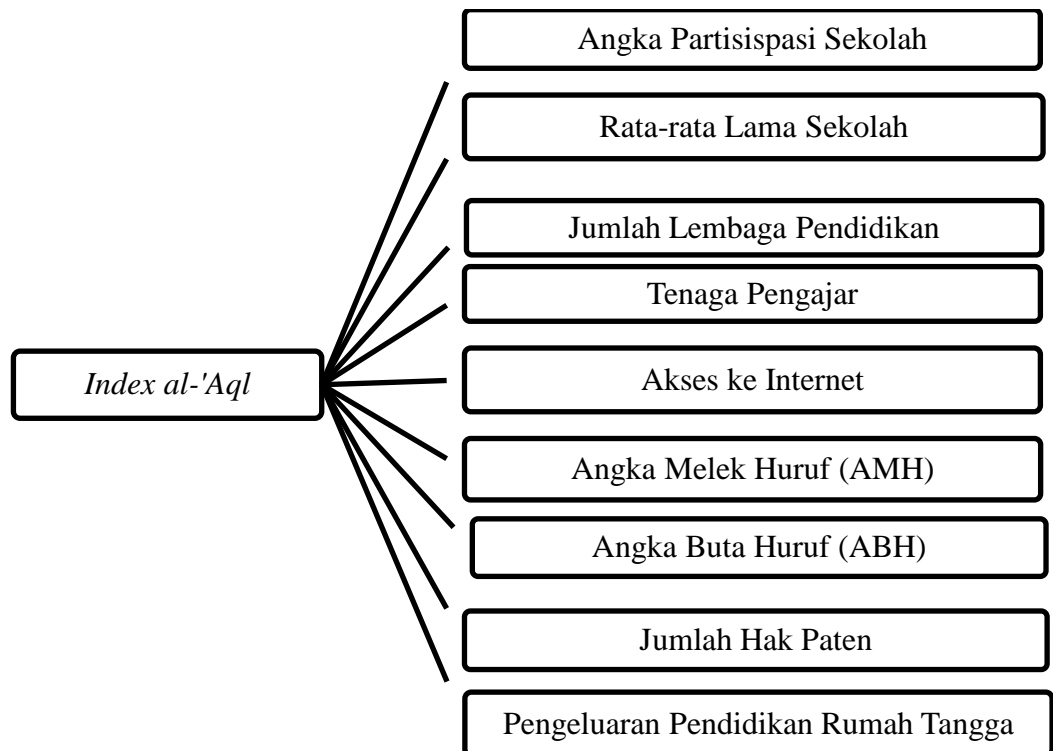 Angka Partisispasi Sekolah
Rata-rata Lama Sekolah
Jumlah Lembaga Pendidikan
Tenaga Pengajar
Index al-'Aql
Akses ke Internet
Angka Melek Huruf (AMH)
Angka Buta Huruf (ABH)
Jumlah Hak Paten
Pengeluaran Pendidikan Rumah Tangga